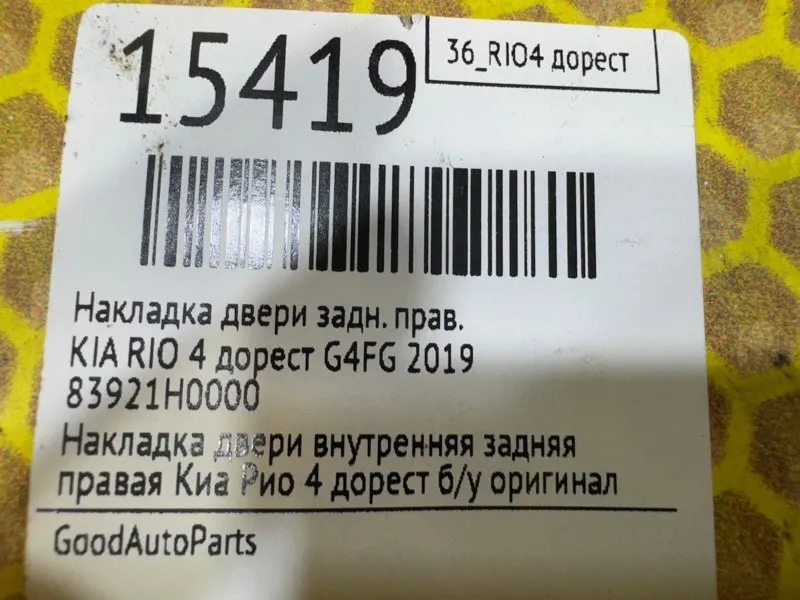 15419
36_RIO4 дорест
Накладка двери задн. прав.
KIA RIO 4 дорест G4FG 2019
83921H0000
Накладка двери внутренняя задняя
правая Киа Рио 4 дорест б/у оригинал
GoodAutoParts